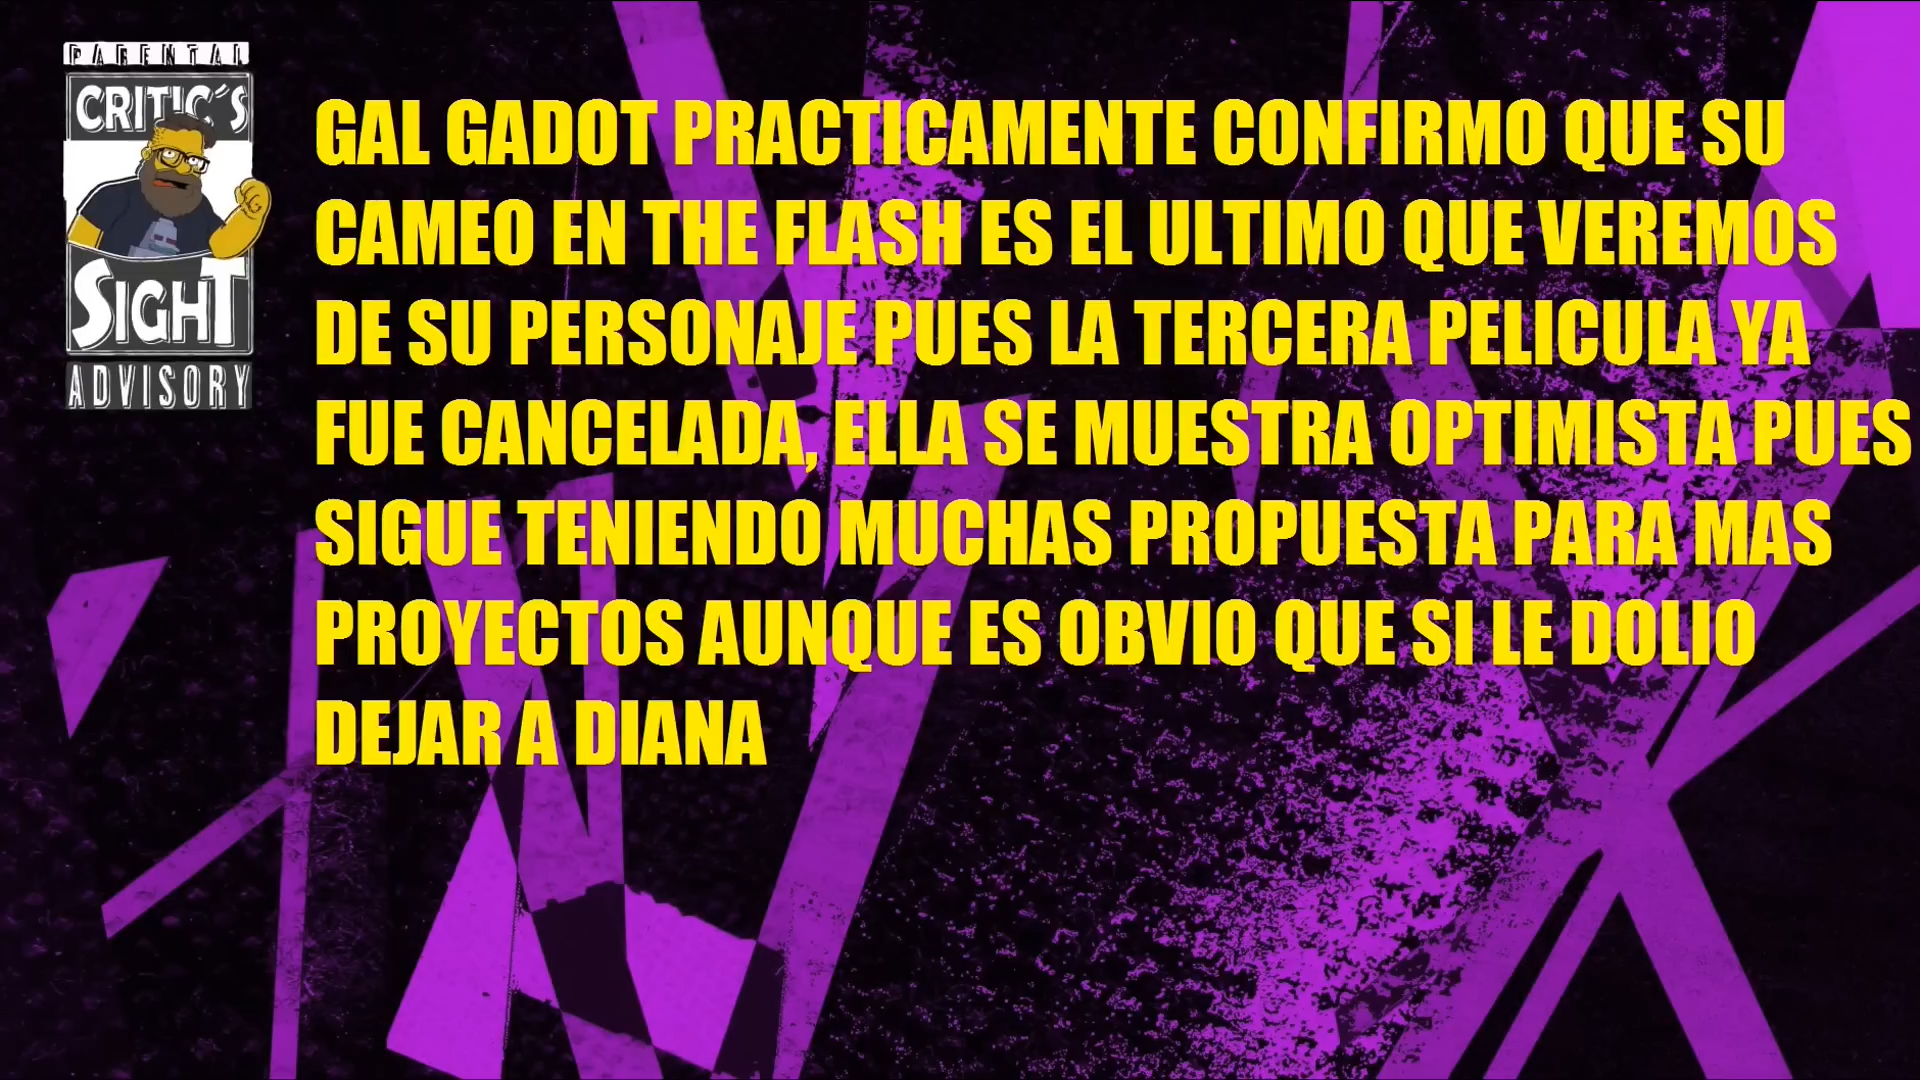 PARENTAL
CRITIC´S
SIGHT
ADVISORY
GAL GADOT PRACTICAMENTE CONFIRMO QUE SU
CAMEO EN THE FLASH ES EL ULTIMO QUE VEREMOS
DE SU PERSONAJE PUES LA TERCERA PELICULA YA
FUE CANCELADA, ELLA SE MUESTRA OPTIMISTA PUES
SIGUE TENIENDO MUCHAS PROPUESTA PARA MAS
PROYECTOS AUNQUE ES OBVIO QUE SI LE DOLIO
DEJAR A DIANA